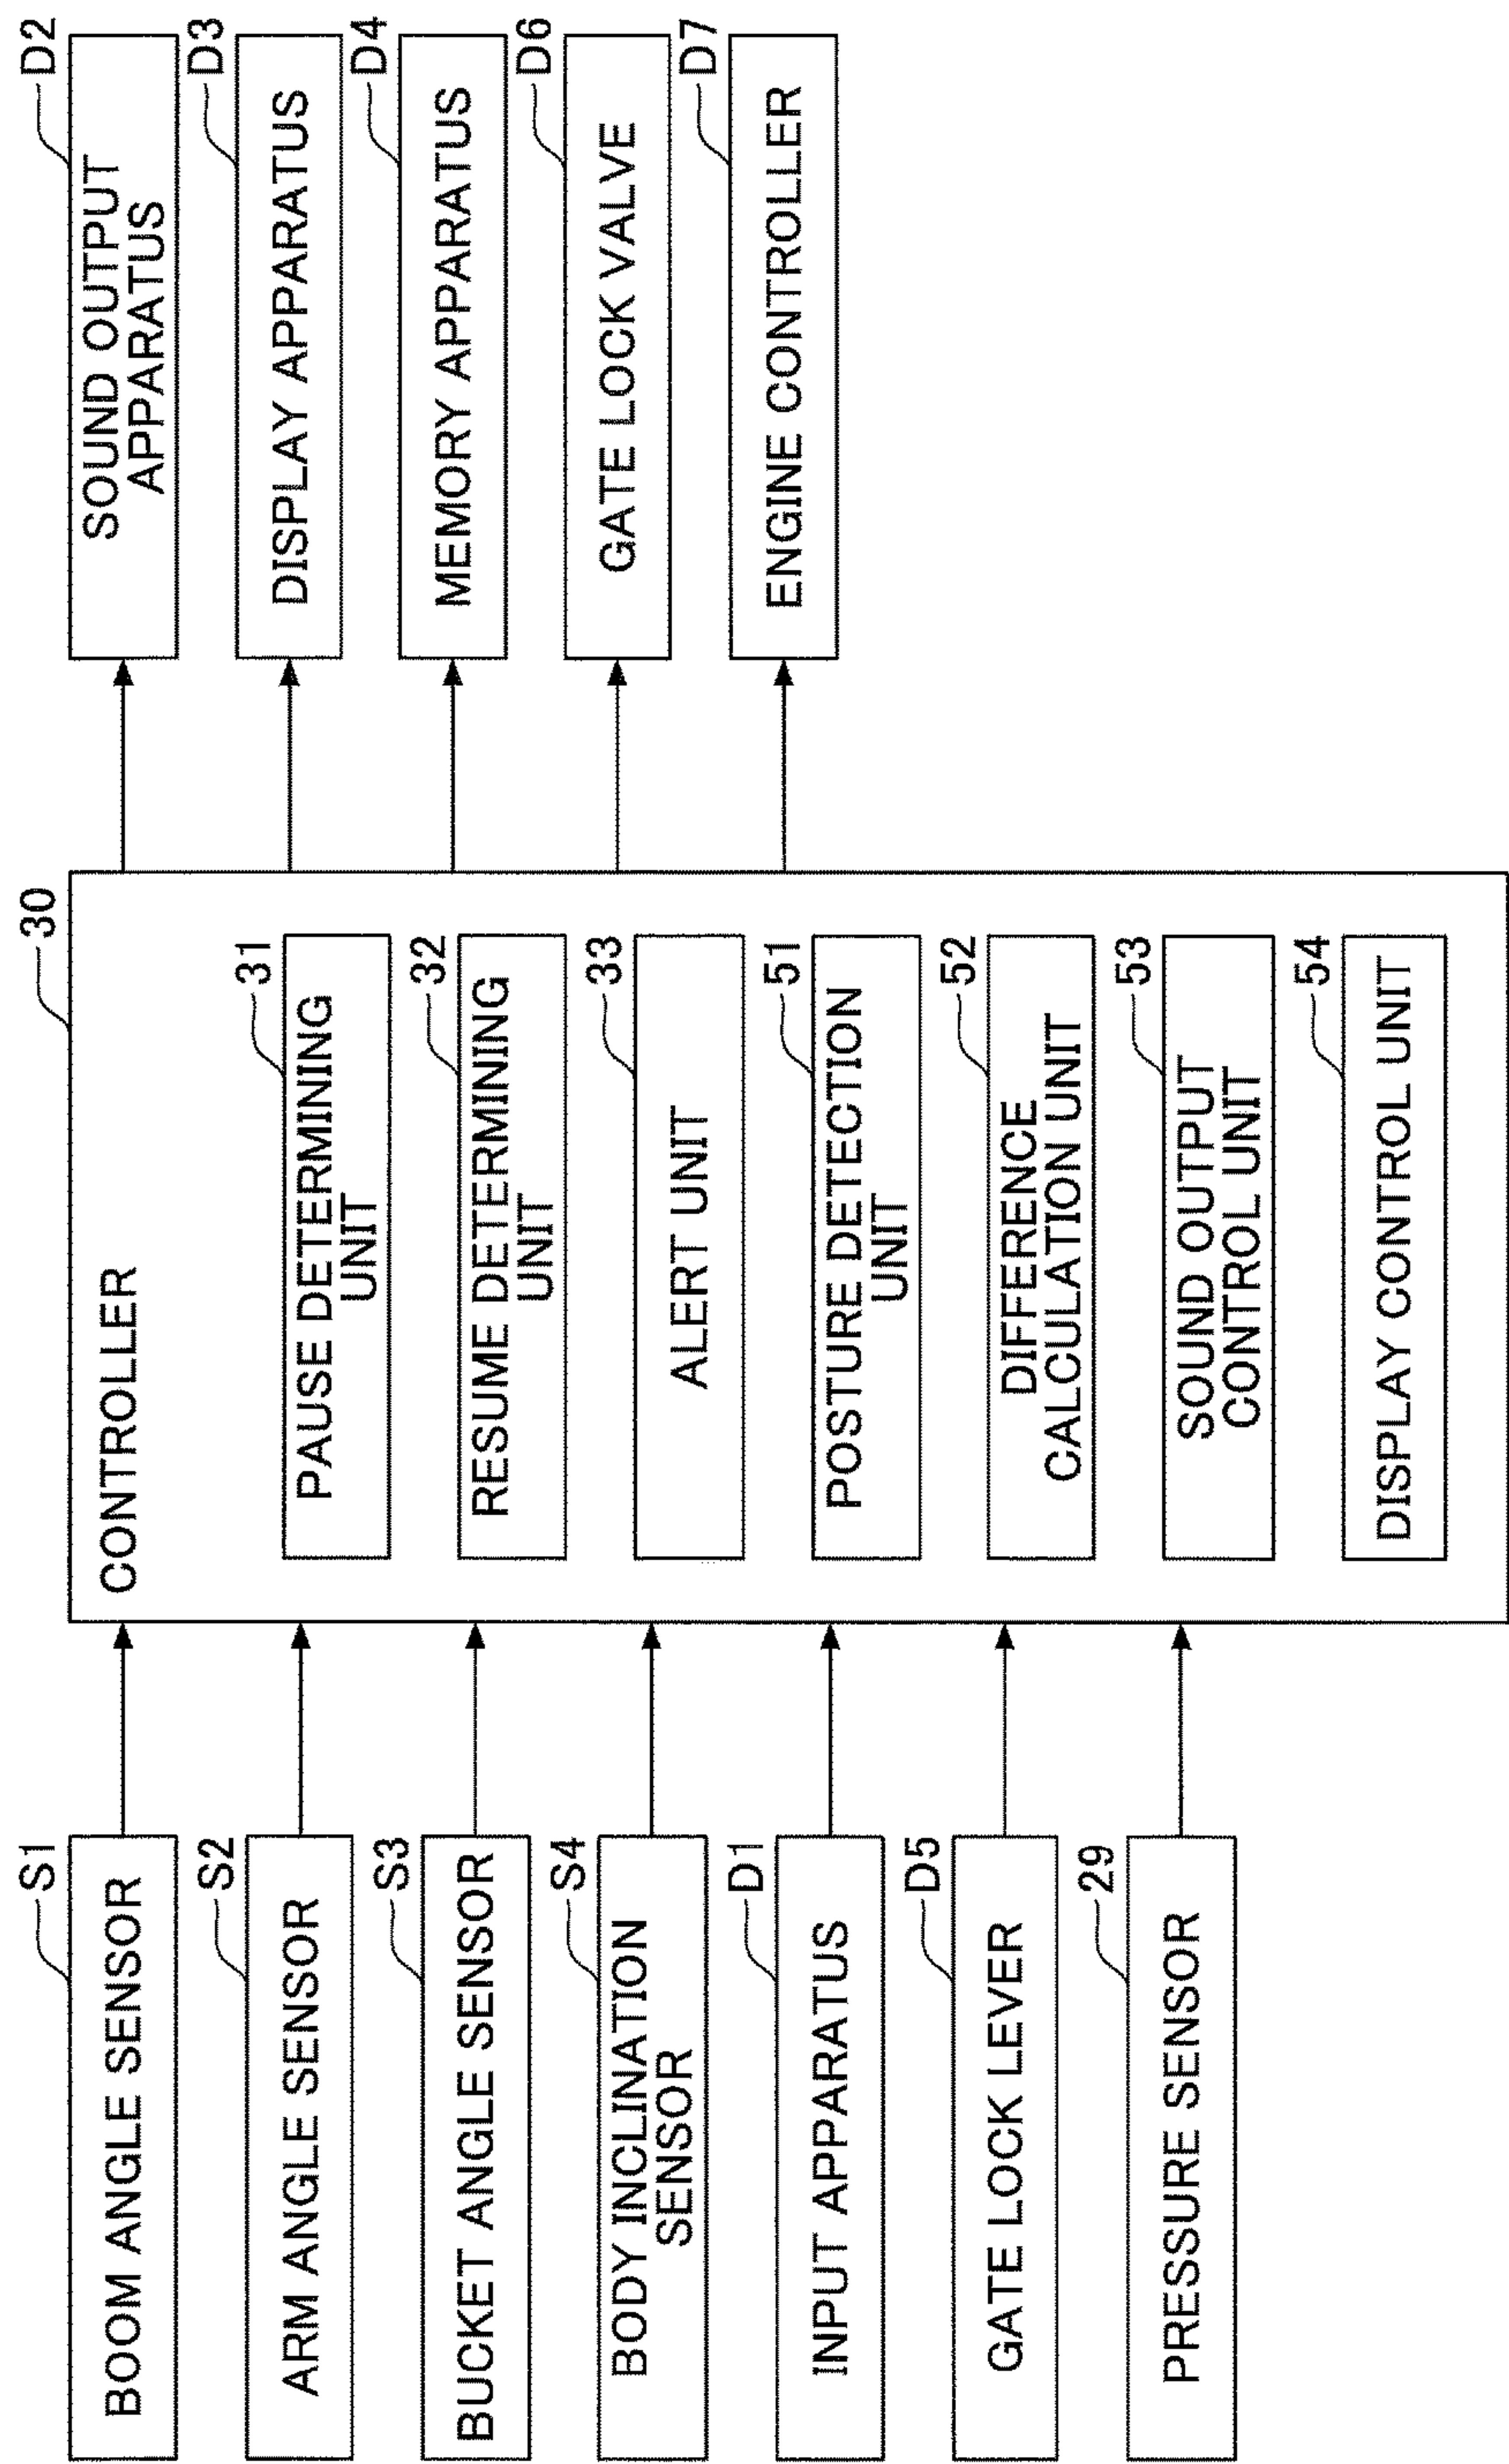 S1
BOOM ANGLE SENSOR
S2
ARM ANGLE SENSOR
S3
BUCKET ANGLE SENSOR
S4
BODY INCLINATION
SENSOR
D1
INPUT APPARATUS
D5
GATE LOCK LEVER
29
PRESSURE SENSOR
30
CONTROLLER
31
PAUSE DETERMINING
UNIT
32
RESUME DETERMINING
UNIT
33
ALERT UNIT
51
POSTURE DETECTION
UNIT
52
DIFFERENCE
CALCULATION UNIT
53
SOUND OUTPUT
CONTROL UNIT
54
DISPLAY CONTROL UNIT
D2
SOUND OUTPUT
APPARATUS
D3
DISPLAY APPARATUS
D4
MEMORY APPARATUS
D6
GATE LOCK VALVE
D7
ENGINE CONTROLLER